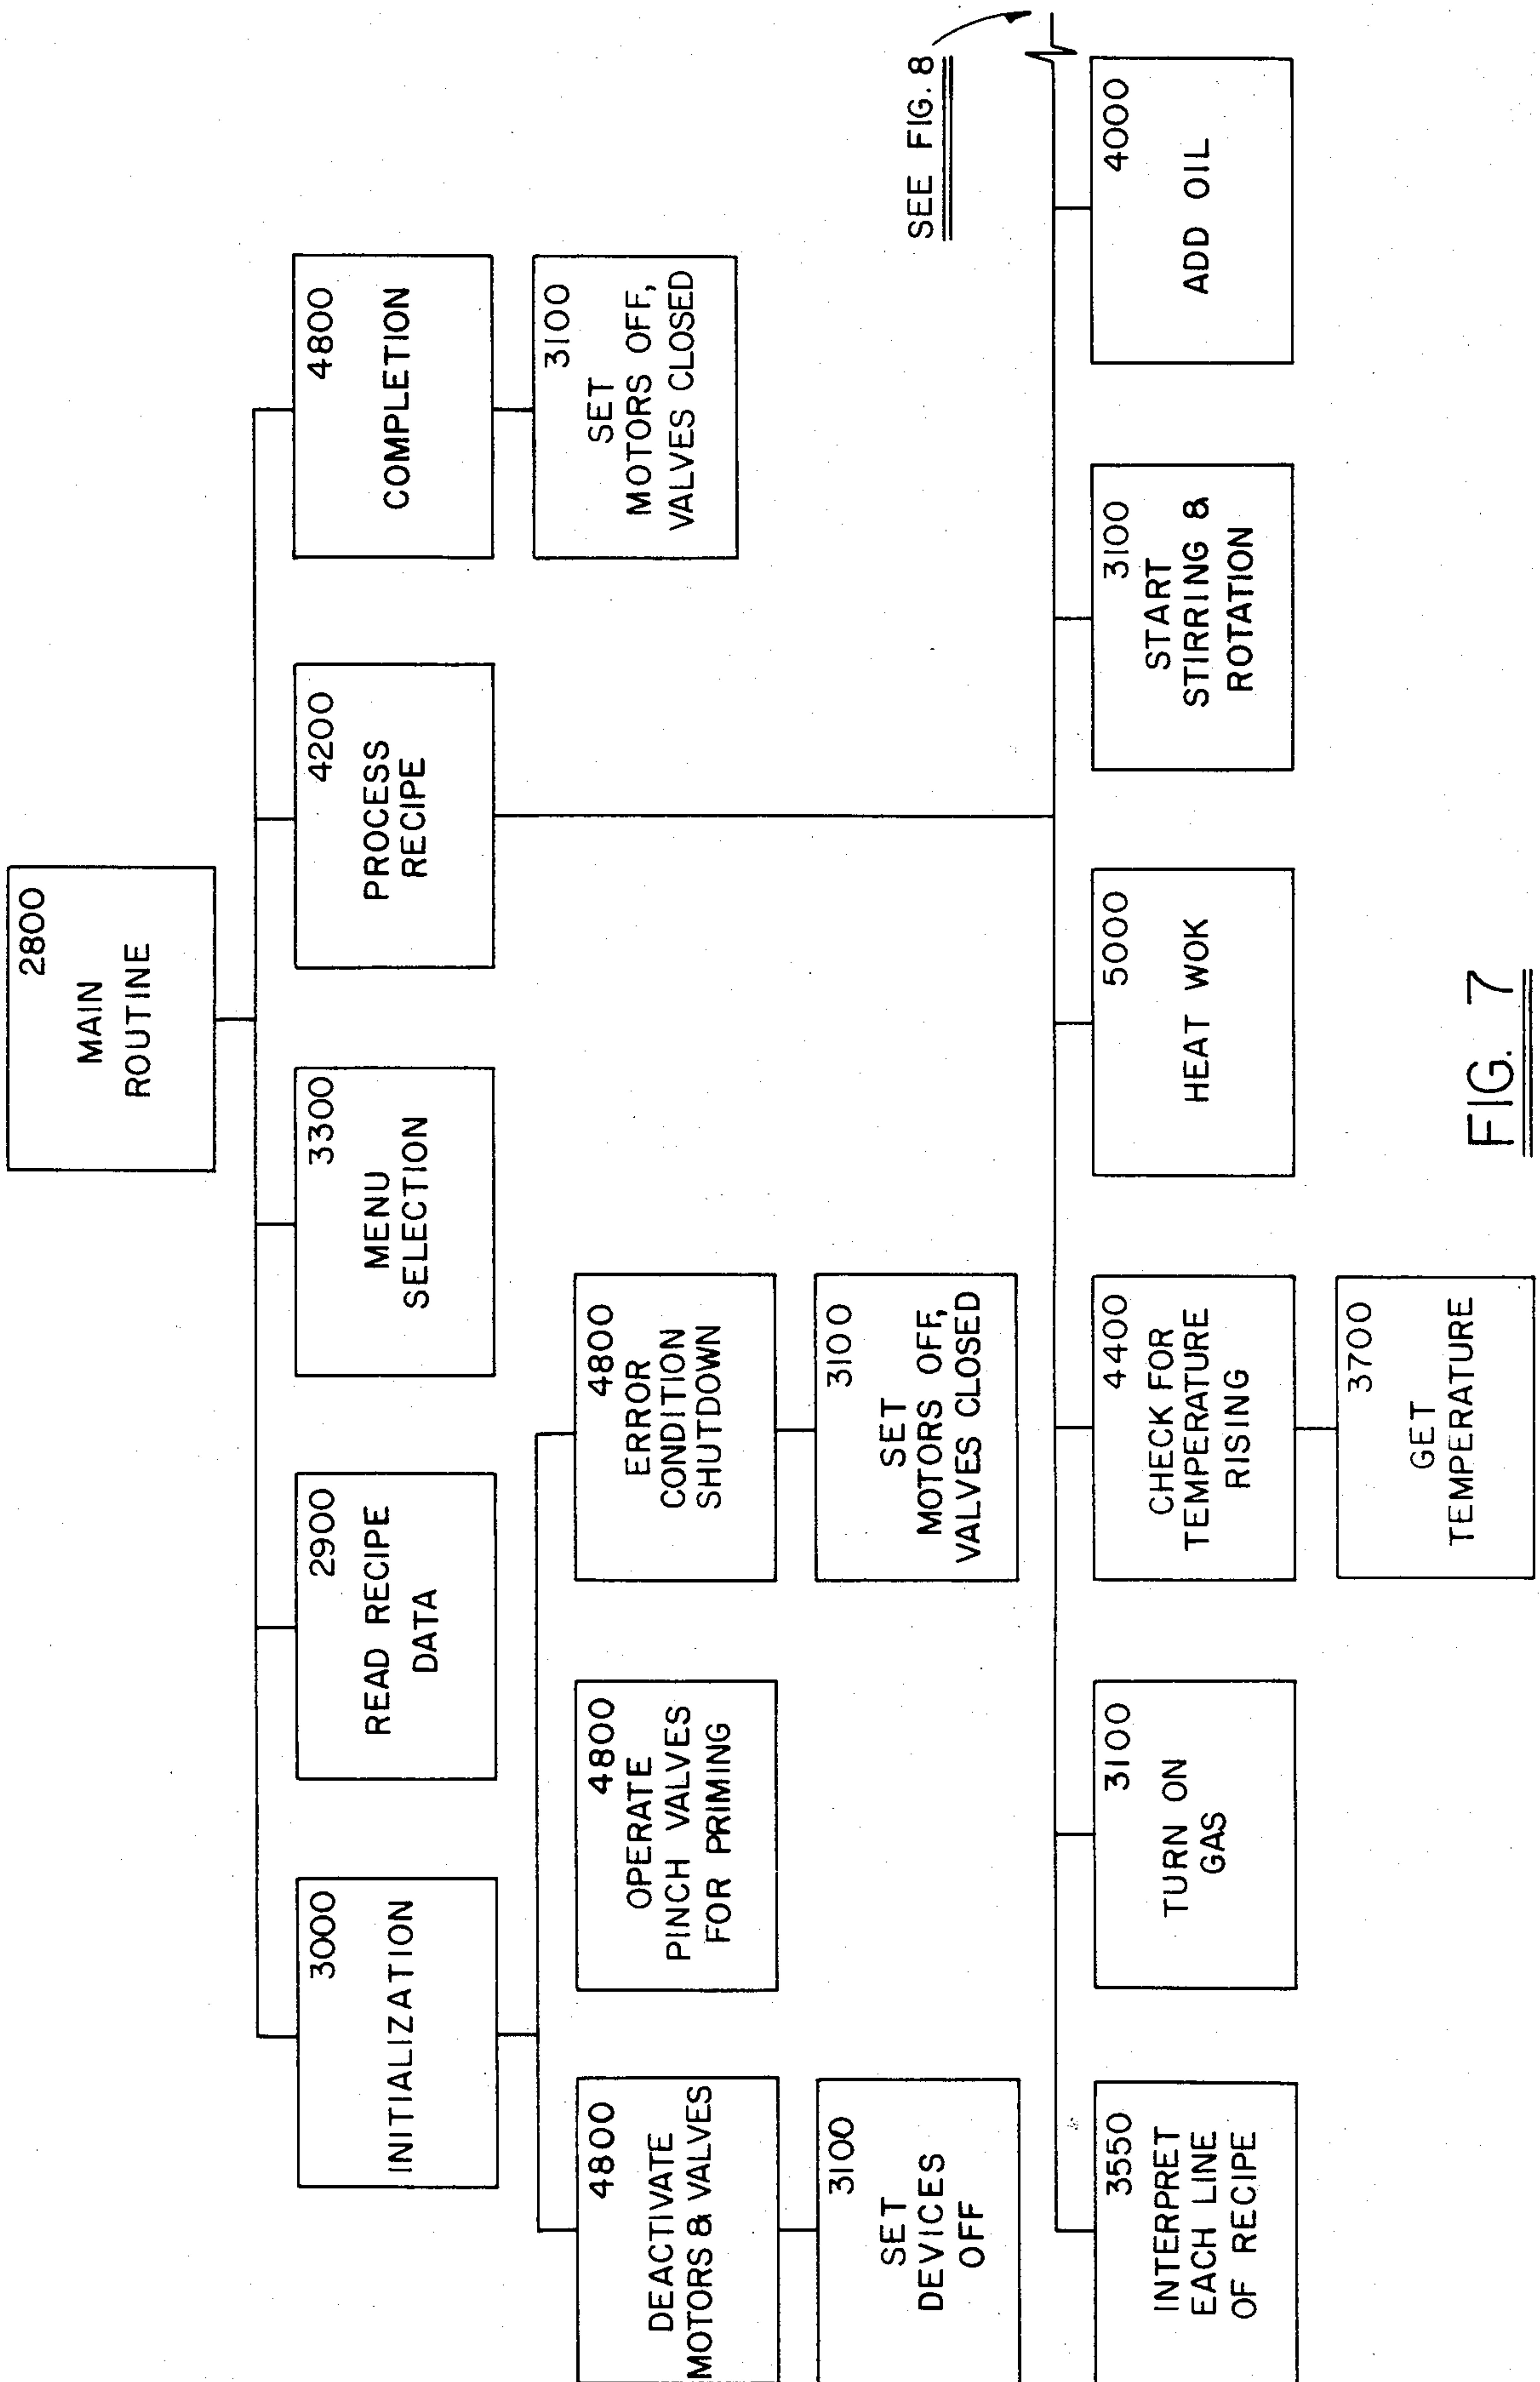 2800
MAIN
ROUTINE
3000
INITIALIZATION
2900
READ RECIPE
DATA
3300
MENU
SELECTION
4200
PROCESS
RECIPE
4800
COMPLETION
3100
SET
MOTORS OFF,
VALVES CLOSED
4800
DEACTIVATE
MOTORS & VALVES
3100
SET
DEVICES
OFF
4800
OPERATE
PINCH VALVES
FOR PRIMING
4800
ERROR
CONDITION
SHUTDOWN
3100
SET
MOTORS OFF,
VALVES CLOSED
SEE FIG. 8
3550
INTERPRET
EACH LINE
OF RECIPE
3100
TURN ON
GAS
4400
CHECK FOR
TEMPERATURE
RISING
3700
GET
TEMPERATURE
5000
HEAT WOK
3100
START
STIRRING &
ROTATION
4000
ADD OIL
FIG. 7